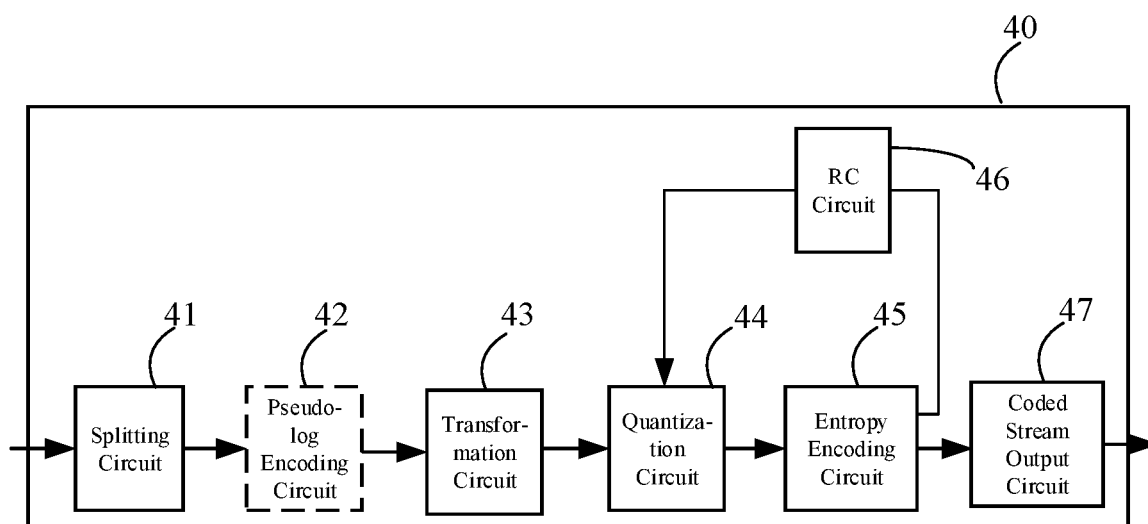 40
RC
Circuit
46
41
42
43
44
45
47
Splitting
Circuit
Pseudo-
log
Encoding
Circuit
Transfor-
mation
Circuit
Quantiza-
tion
Circuit
Entropy
Encoding
Circuit
Coded
Stream
Output
Circuit